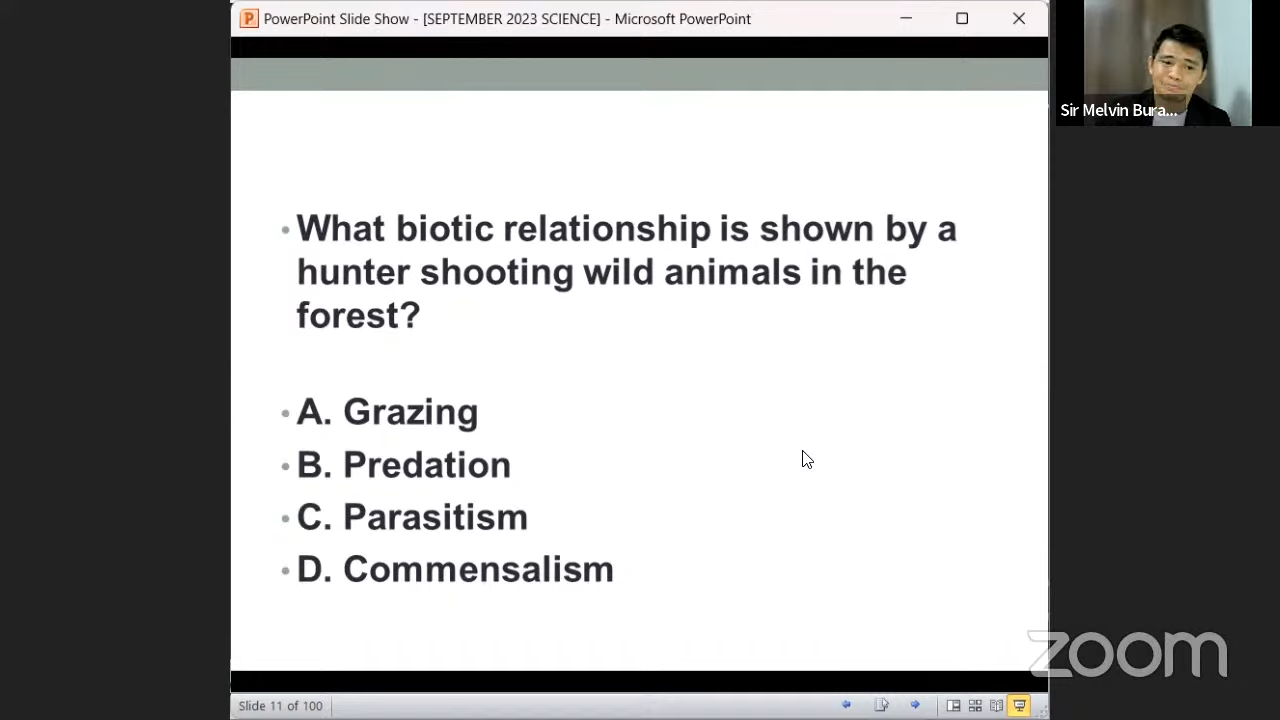 PowerPoint Slide Show - [SEPTEMBER 2023 SCIENCE] - Microsoft PowerPoint
Sir Melvin Bura...
• What biotic relationship is shown by a
hunter shooting wild animals in the
forest?
• A. Grazing
• B. Predation
• C. Parasitism
• D. Commensalism
zoom
Slide 11 of 100